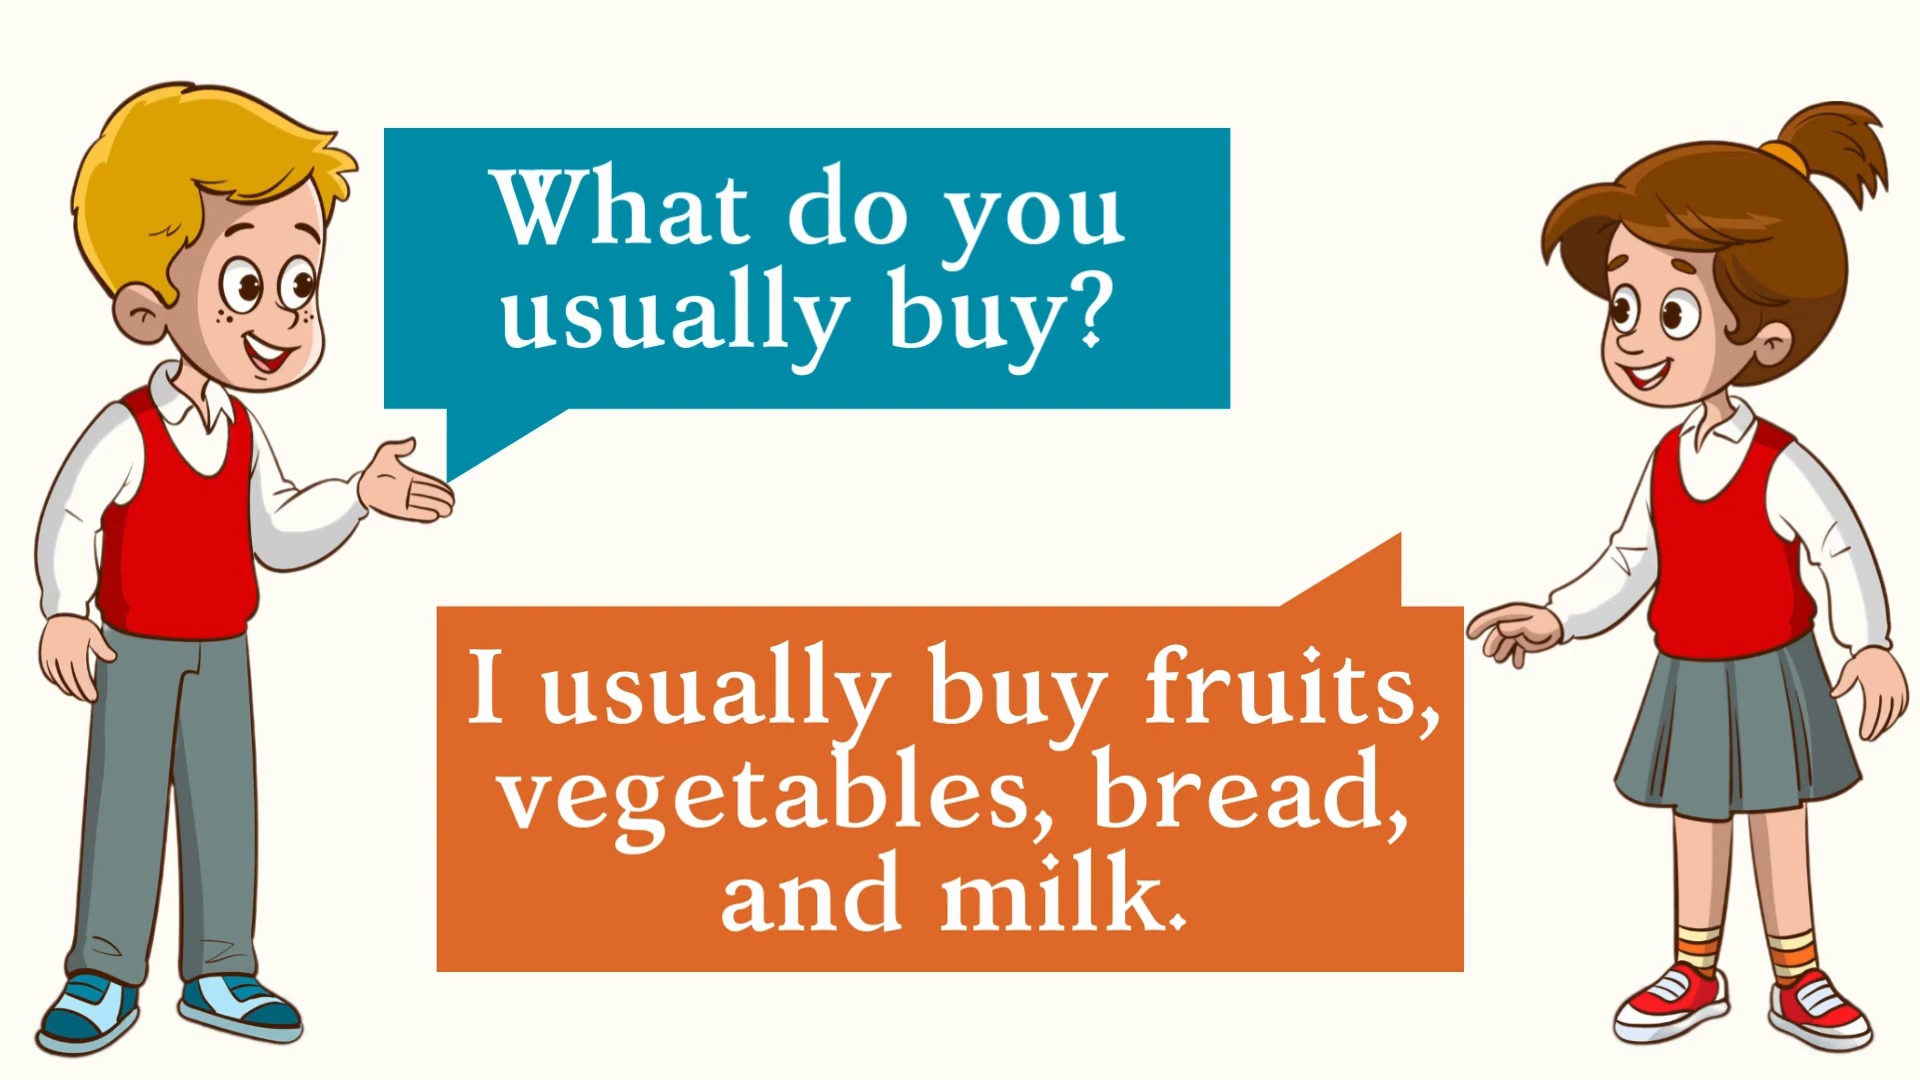 What do you
usually buy?
I usually buy fruits,
vegetables, bread,
and milk.